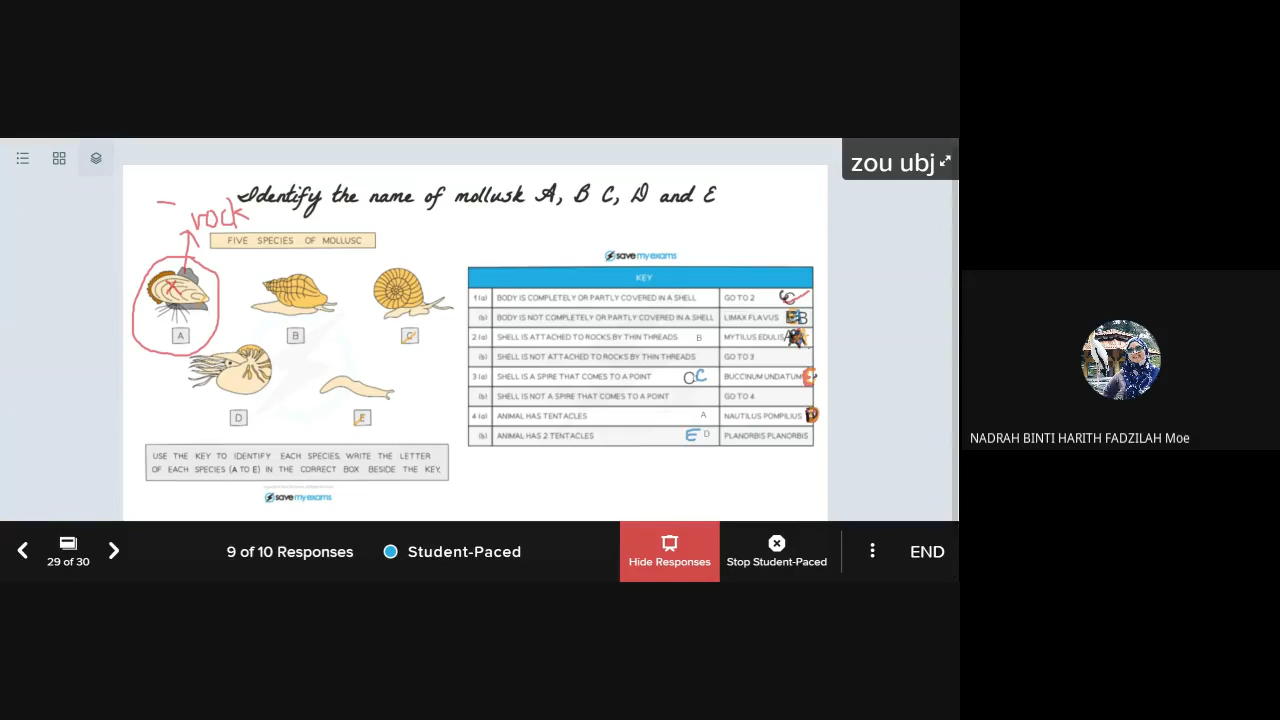 zou ubj
Identify the name of mollusk A, B C, D and E
rock
FIVE SPECIES OF MOLLUSC
save my exams
KEY
1 (a) BODY IS COMPLETELY OR PARTLY COVERED IN A SHELL GO TO 2
(b) BODY IS NOT COMPLETELY OR PARTLY COVERED IN A SHELL LIMAX FLAVUS B
2 (a) SHELL IS ATTACHED TO ROCKS BY THIN THREADS B MYTILUS EDULIS
(b) SHELL IS NOT ATTACHED TO ROCKS BY THIN THREADS GO TO 3
3 (a) SHELL IS A SPIRE THAT COMES TO A POINT C C BUCCINUM UNDATUM E
(b) SHELL IS NOT A SPIRE THAT COMES TO A POINT GO TO 4
4 (a) ANIMAL HAS TENTACLES A NAUTILUS POMPILIUS D
(b) ANIMAL HAS 2 TENTACLES E D PLANORBIS PLANORBIS
A
B
C
D
E
USE THE KEY TO IDENTIFY EACH SPECIES. WRITE THE LETTER
OF EACH SPECIES (A TO E) IN THE CORRECT BOX BESIDE THE KEY.
save my exams
NADRAH BINTI HARITH FADZILAH Moe
29 of 30
9 of 10 Responses
Student-Paced
Hide Responses
Stop Student-Paced
END